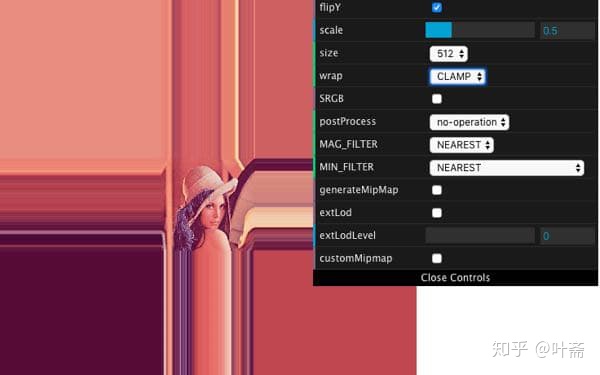 flipY
scale 0.5
size 512
wrap CLAMP
SRGB
postProcess no-operation
MAG_FILTER NEAREST
MIN_FILTER NEAREST
generateMipMap
extLod
extLodLevel 0
customMipmap
Close Controls
知乎 @叶斋